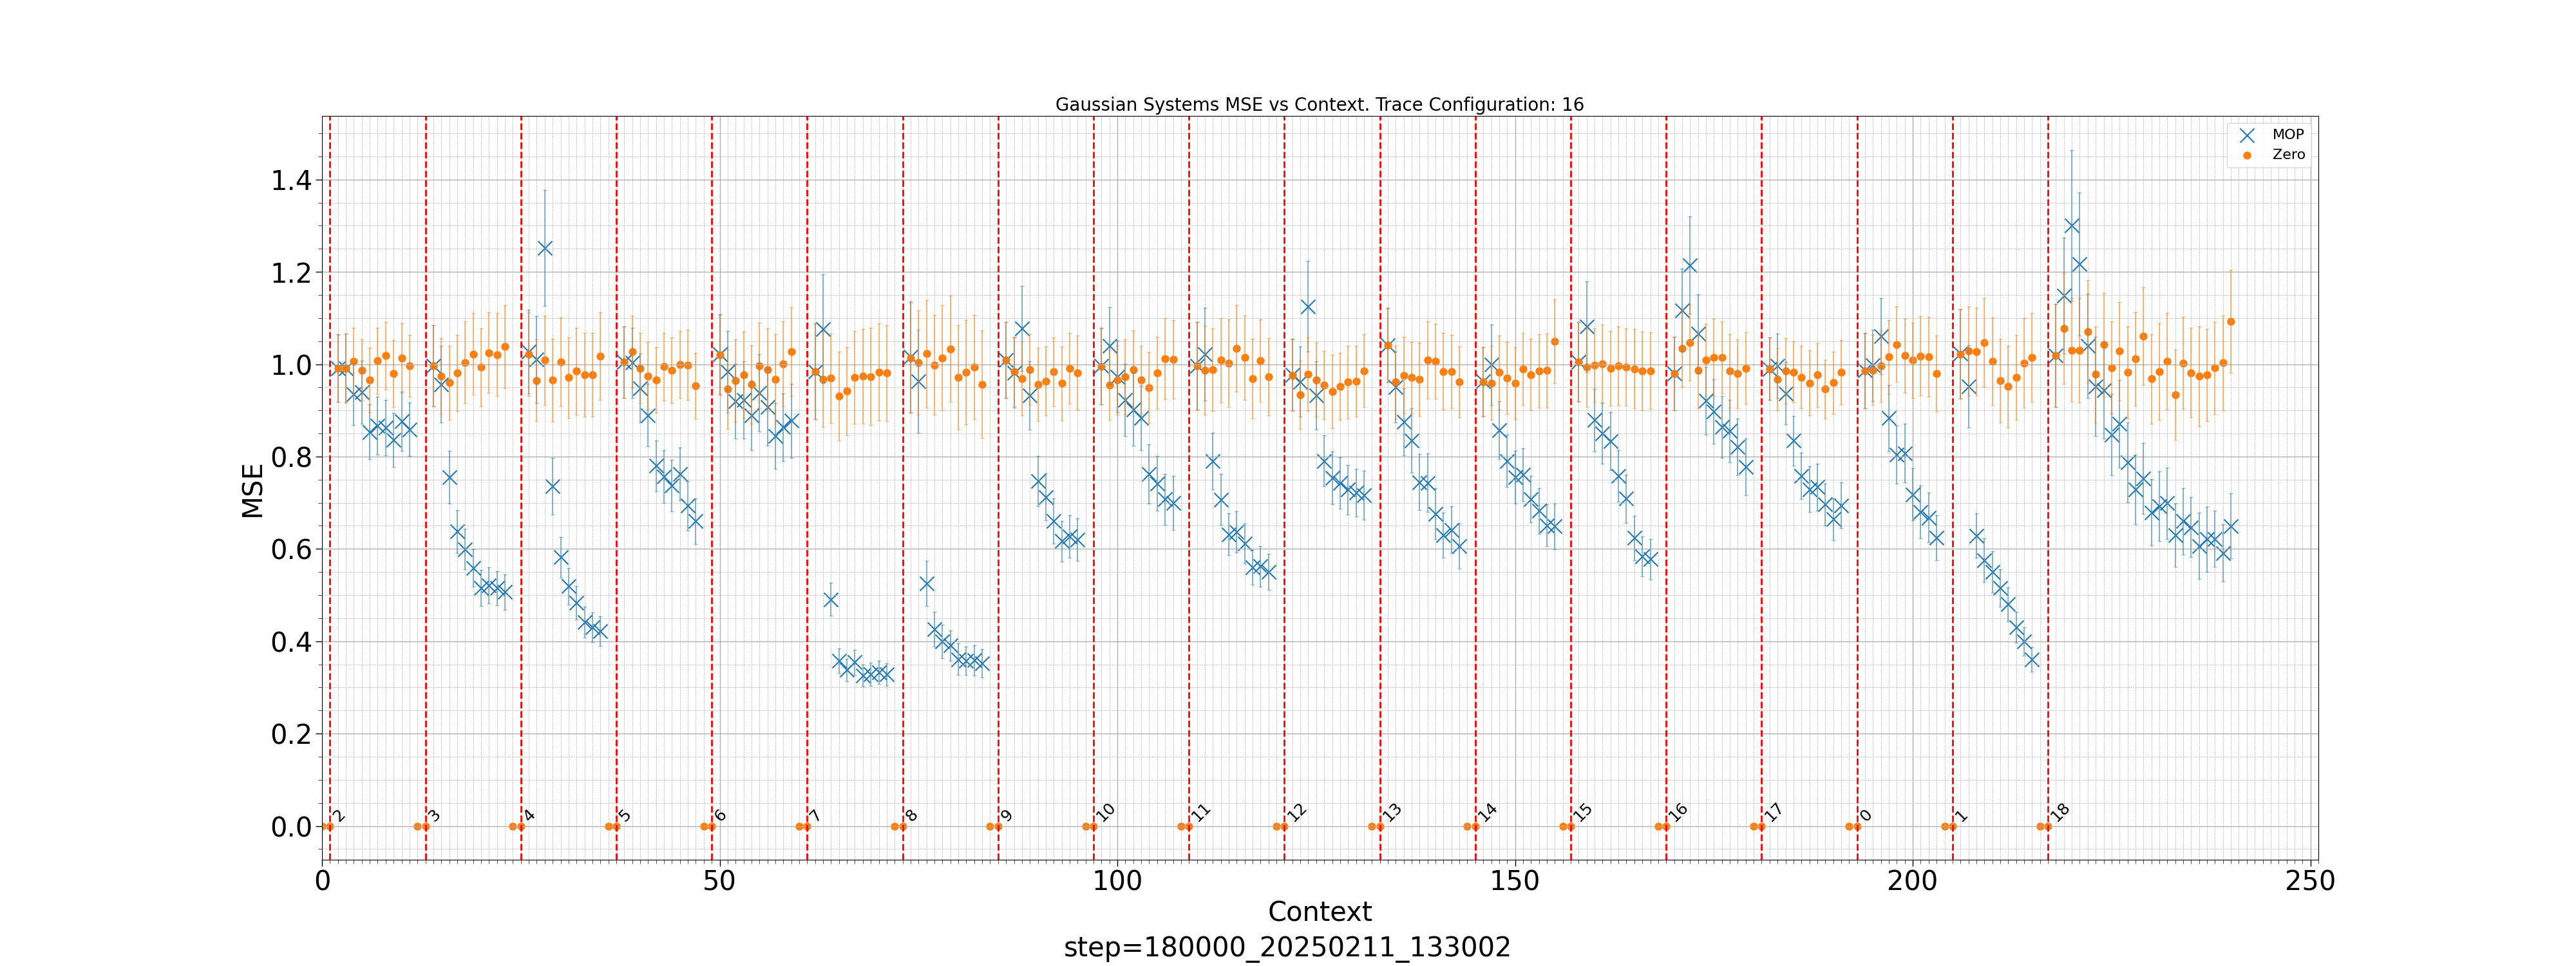 Gaussian Systems MSE vs Context. Trace Configuration: 16
MOP
Zero
MSE
1.4
1.2
1.0
0.8
0.6
0.4
0.2
0.0
2 3 4 5 6 7 8 9 10 11 12 13 14 15 16 17 0 1 18
0 50 100 150 200 250
Context
step=180000_20250211_133002